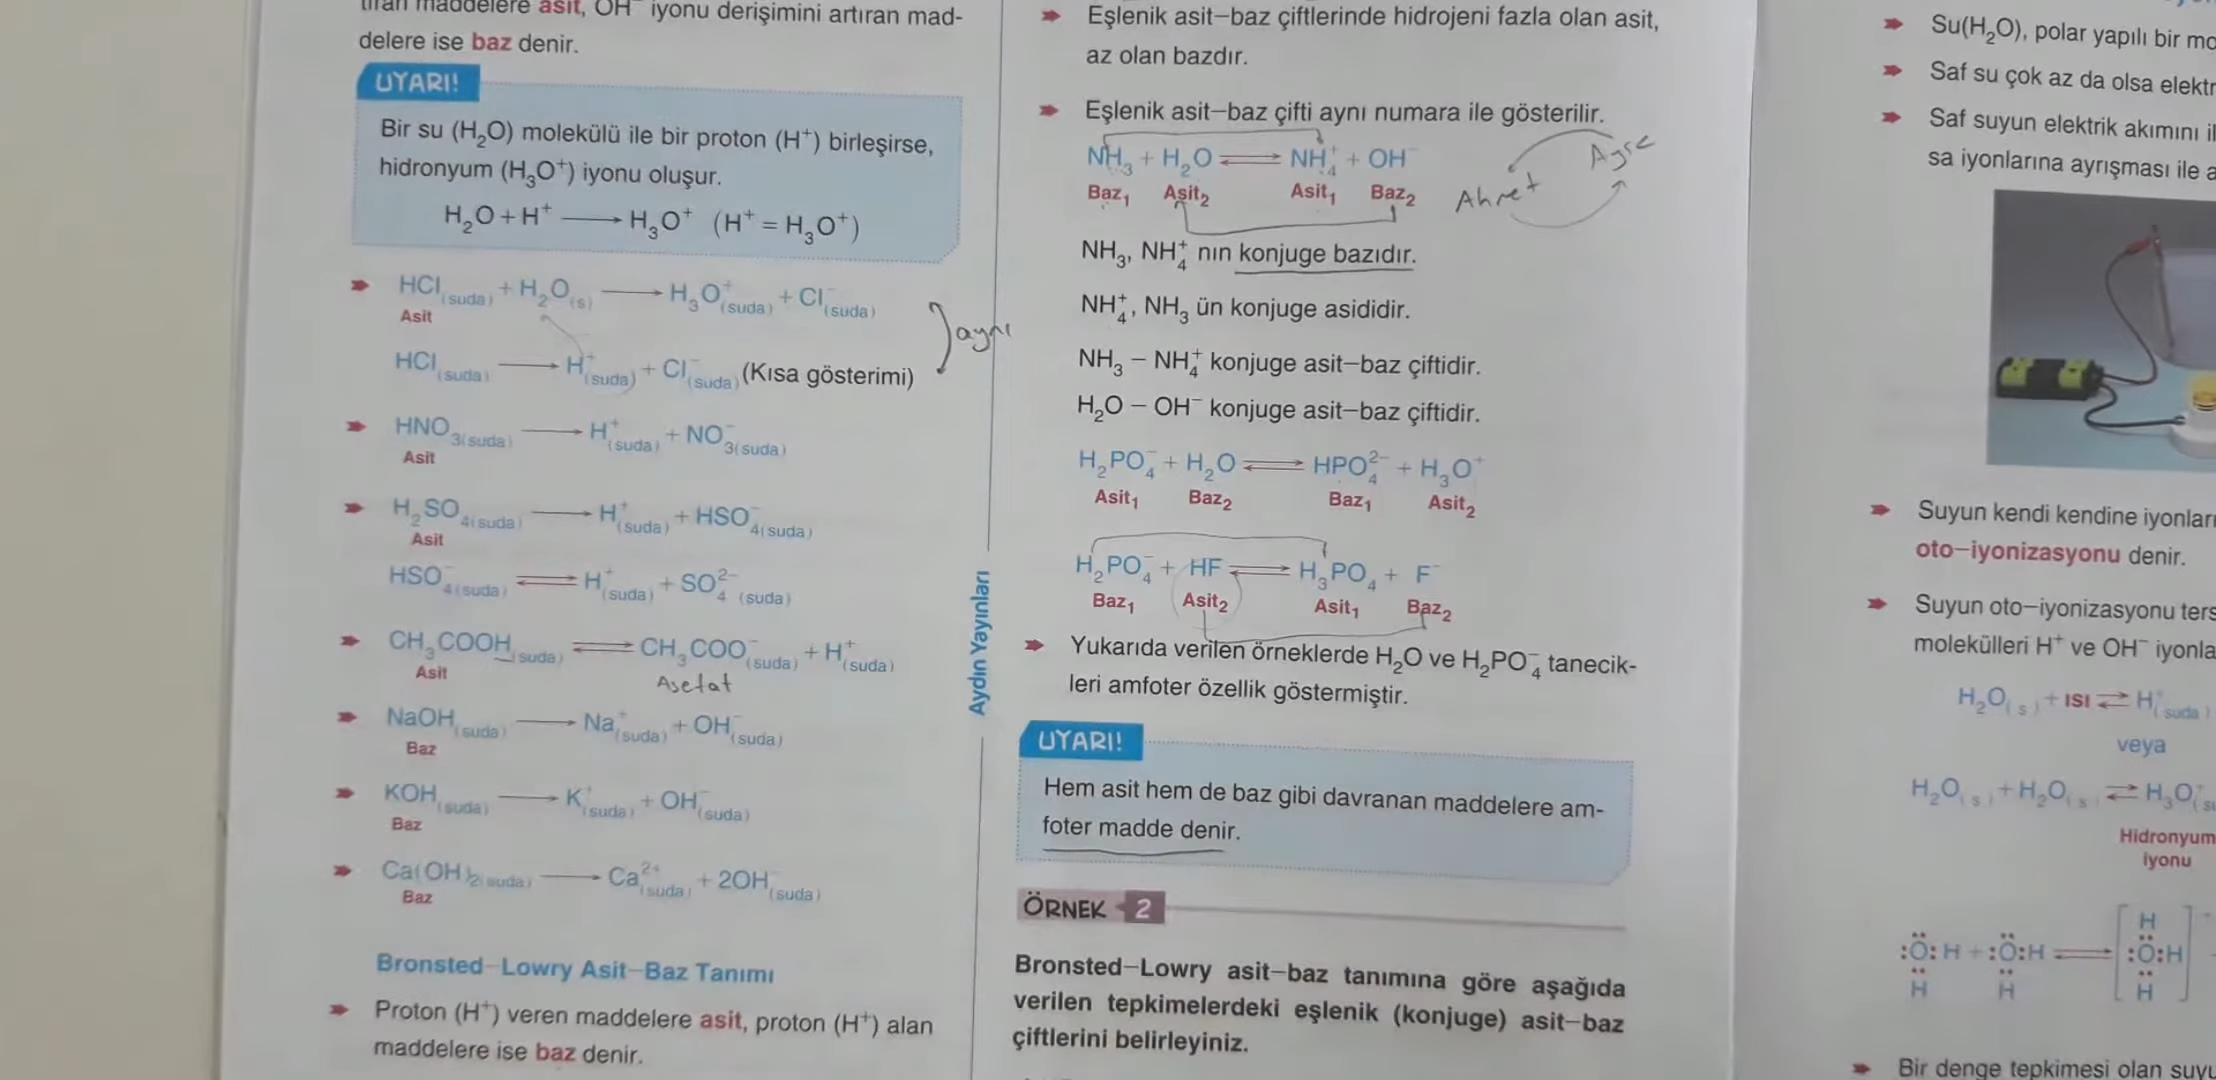 maddelere asit, OH⁻ iyonu derişimini artıran mad-
delere ise baz denir.
UYARI!
Bir su (H₂O) molekülü ile bir proton (H⁺) birleşirse,
hidronyum (H₃O⁺) iyonu oluşur.
H₂O + H⁺ ⟶ H₃O⁺ (H⁺ = H₃O⁺)
HCl(suda) + H₂O(s) ⟶ H₃O⁺(suda) + Cl⁻(suda)
Asit
aynı
HCl(suda) ⟶ H⁺(suda) + Cl⁻(suda) (Kısa gösterimi)
HNO₃(suda) ⟶ H⁺(suda) + NO₃⁻(suda)
Asit
H₂SO₄(suda) ⟶ H⁺(suda) + HSO₄⁻(suda)
Asit
HSO₄⁻(suda) ⇌ H⁺(suda) + SO₄²⁻(suda)
CH₃COOH(suda) ⇌ CH₃COO⁻(suda) + H⁺(suda)
Asit Asetat
NaOH(suda) ⟶ Na⁺(suda) + OH⁻(suda)
Baz
KOH(suda) ⟶ K⁺(suda) + OH⁻(suda)
Baz
Ca(OH)₂(suda) ⟶ Ca²⁺(suda) + 2OH⁻(suda)
Baz
Bronsted–Lowry Asit–Baz Tanımı
Proton (H⁺) veren maddelere asit, proton (H⁺) alan
maddelere ise baz denir.
Aydın Yayınları
Eşlenik asit–baz çiftlerinde hidrojeni fazla olan asit,
az olan bazdır.
Eşlenik asit–baz çifti aynı numara ile gösterilir.
NH₃ + H₂O ⇌ NH₄⁺ + OH⁻
Baz₁ Asit₂ Asit₁ Baz₂
NH₃, NH₄⁺ nın konjuge bazıdır.
NH₄⁺, NH₃ ün konjuge asididir.
NH₃ – NH₄⁺ konjuge asit–baz çiftidir.
H₂O – OH⁻ konjuge asit–baz çiftidir.
H₂PO₄⁻ + H₂O ⇌ HPO₄²⁻ + H₃O⁺
Asit₁ Baz₂ Baz₁ Asit₂
H₂PO₄⁻ + HF ⇌ H₃PO₄ + F⁻
Baz₁ Asit₂ Asit₁ Baz₂
Yukarıda verilen örneklerde H₂O ve H₂PO₄⁻ tanecik-
leri amfoter özellik göstermiştir.
UYARI!
Hem asit hem de baz gibi davranan maddelere am-
foter madde denir.
ÖRNEK 2
Bronsted–Lowry asit–baz tanımına göre aşağıda
verilen tepkimelerdeki eşlenik (konjuge) asit–baz
çiftlerini belirleyiniz.
Su(H₂O), polar yapılı bir
Saf su çok az da olsa
Saf suyun elektrik akımını
sa iyonlarına ayrışması ile
Suyun kendi kendine
oto–iyonizasyonu denir.
Suyun oto–iyonizasyonu
molekülleri H⁺ ve OH⁻
H₂O(s) + ISI ⇌ H⁺(suda)
veya
H₂O(s) + H₂O(s) ⇌ H₃O⁺
Hidronyum
iyonu
H
:Ö:H + :Ö:H ⇌ :Ö:H
H H H
Bir denge tepkimesi olan